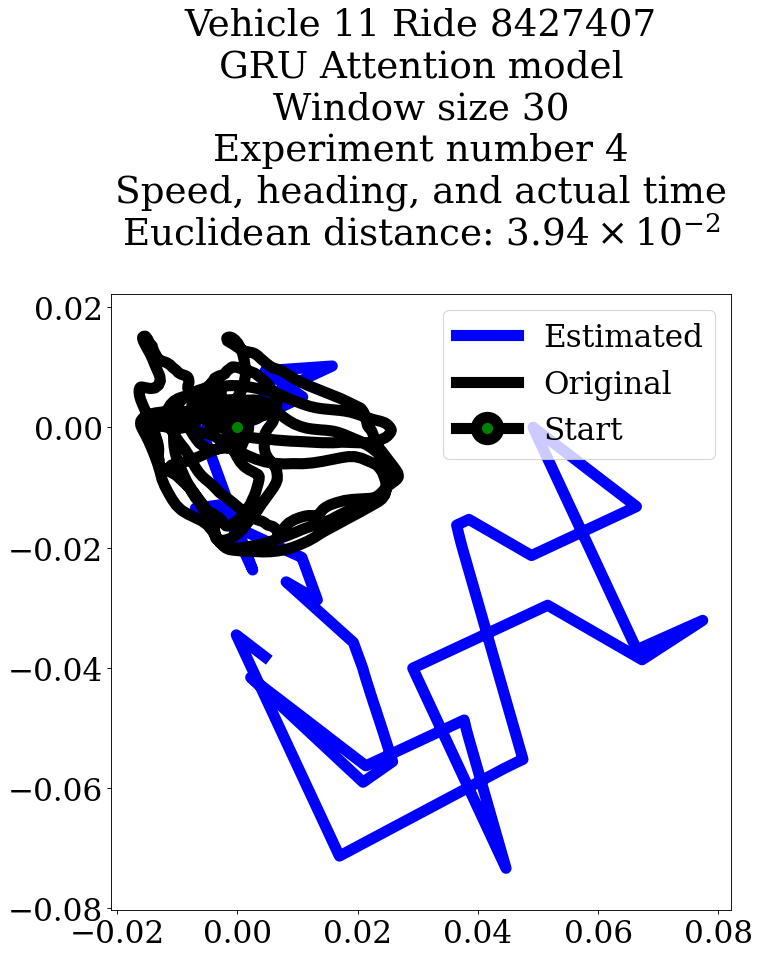 Vehicle 11 Ride 8427407
GRU Attention model
Window size 30
Experiment number 4
Speed, heading, and actual time
Euclidean distance: 3.94 × 10⁻²
Estimated
Original
Start
0.02
0.00
−0.02
−0.04
−0.06
−0.08
−0.02 0.00 0.02 0.04 0.06 0.08